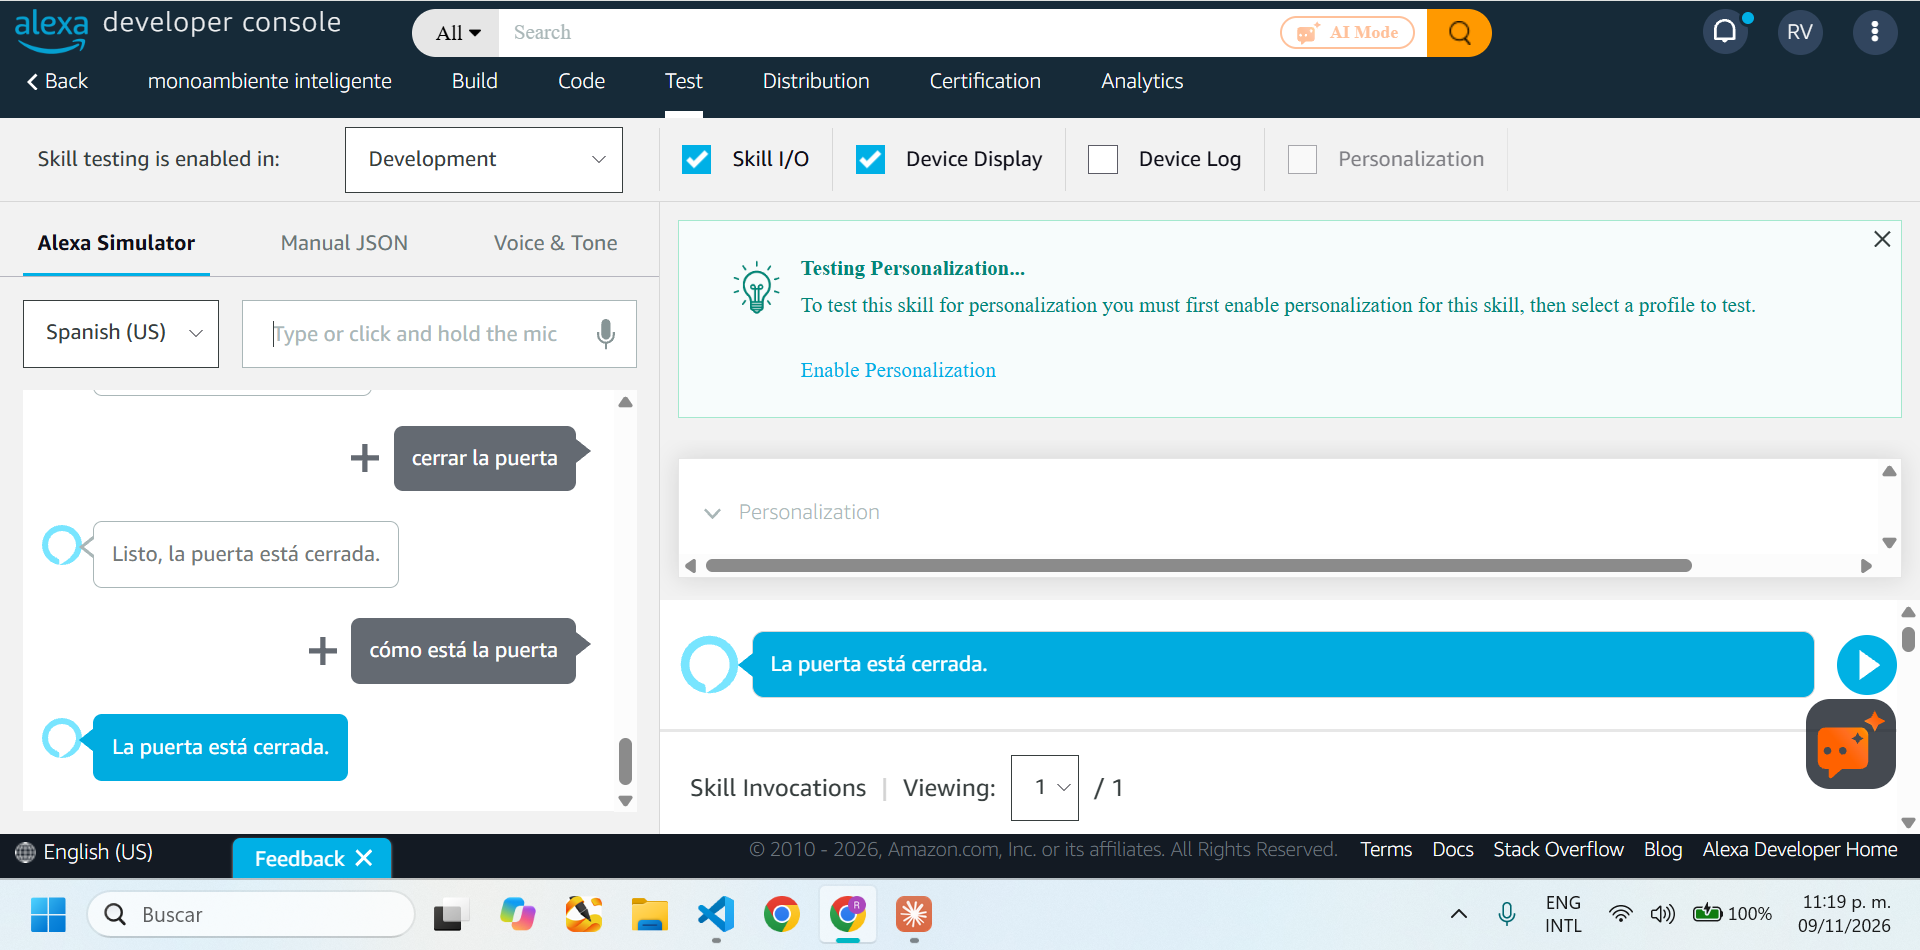 alexa developer console
All
Search
AI Mode
RV
Back
monoambiente inteligente
Build
Code
Test
Distribution
Certification
Analytics
Skill testing is enabled in:
Development
Skill I/O
Device Display
Device Log
Personalization
Alexa Simulator
Manual JSON
Voice & Tone
Spanish (US)
Type or click and hold the mic
cerrar la puerta
Listo, la puerta está cerrada.
cómo está la puerta
La puerta está cerrada.
Testing Personalization...
To test this skill for personalization you must first enable personalization for this skill, then select a profile to test.
Enable Personalization
Personalization
La puerta está cerrada.
Skill Invocations | Viewing: 1 / 1
English (US)
Feedback
© 2010 - 2026, Amazon.com, Inc. or its affiliates. All Rights Reserved.
Terms
Docs
Stack Overflow
Blog
Alexa Developer Home
Buscar
R
ENG
INTL
100%
11:19 p. m.
09/11/2026